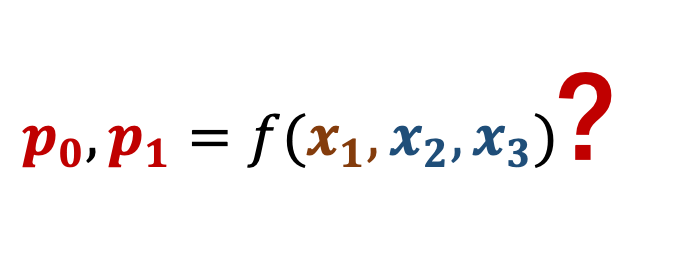 p₀, p₁ = f(x₁, x₂, x₃)?